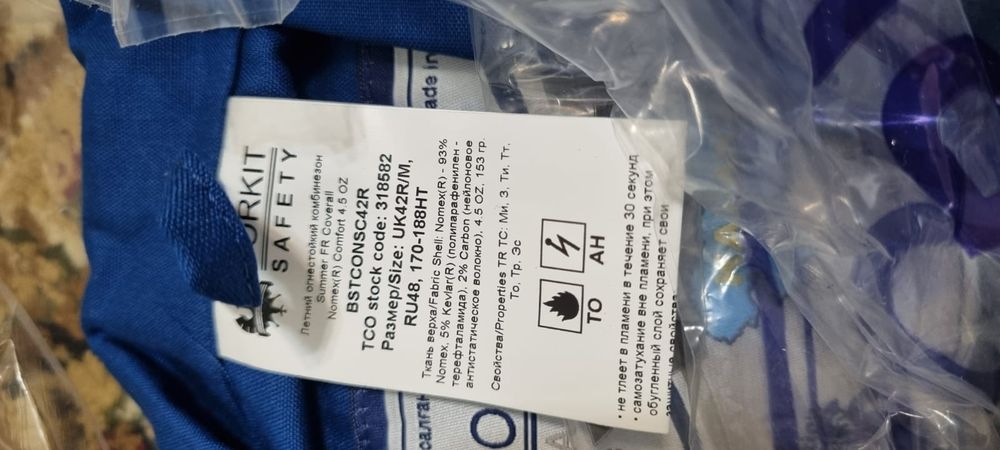 SAFETY
Летний огнестойкий комбинезон
Summer FR Coverall
Nomex(R) Comfort 4.5 OZ
BSTCONSC42R
TCO stock code: 318582
Размер/Size: UK42R/M,
RU48, 170-188HT
Ткань верха/Fabric Shell: Nomex(R) - 93%
Nomex, 5% Kevlar(R) (полипарафенилен -
терефталамида), 2% Carbon (нейлоновое
антистатическое волокно), 4.5 OZ, 153 гр.
Свойства/Properties TR TC: Ми, З, Ти, Тт,
То, Тр, Эс
ТО АН
• не тлеет в пламени в течение 30 секунд
• самозатухание вне пламени, при этом
обугленный слой сохраняет свои